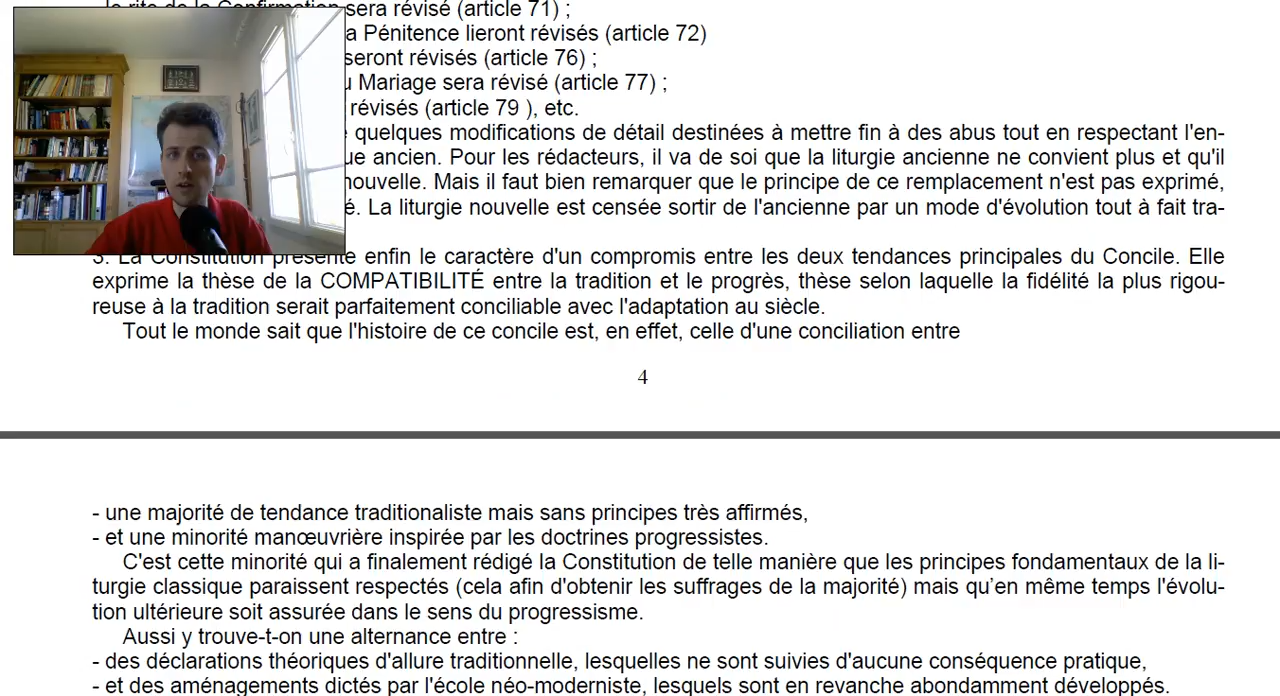 le rite de la Confirmation sera révisé (article 71) ;
a Pénitence lieront révisés (article 72)
seront révisés (article 76) ;
u Mariage sera révisé (article 77) ;
révisés (article 79 ), etc.
quelques modifications de détail destinées à mettre fin à des abus tout en respectant l'en-
ue ancien. Pour les rédacteurs, il va de soi que la liturgie ancienne ne convient plus et qu'il
nouvelle. Mais il faut bien remarquer que le principe de ce remplacement n'est pas exprimé,
é. La liturgie nouvelle est censée sortir de l'ancienne par un mode d'évolution tout à fait tra-
3. La Constitution présente enfin le caractère d'un compromis entre les deux tendances principales du Concile. Elle
exprime la thèse de la COMPATIBILITÉ entre la tradition et le progrès, thèse selon laquelle la fidélité la plus rigou-
reuse à la tradition serait parfaitement conciliable avec l'adaptation au siècle.
Tout le monde sait que l'histoire de ce concile est, en effet, celle d'une conciliation entre
4
- une majorité de tendance traditionaliste mais sans principes très affirmés,
- et une minorité manœuvrière inspirée par les doctrines progressistes.
C'est cette minorité qui a finalement rédigé la Constitution de telle manière que les principes fondamentaux de la li-
turgie classique paraissent respectés (cela afin d'obtenir les suffrages de la majorité) mais qu'en même temps l'évolu-
tion ultérieure soit assurée dans le sens du progressisme.
Aussi y trouve-t-on une alternance entre :
- des déclarations théoriques d'allure traditionnelle, lesquelles ne sont suivies d'aucune conséquence pratique,
- et des aménagements dictés par l'école néo-moderniste, lesquels sont en revanche abondamment développés.